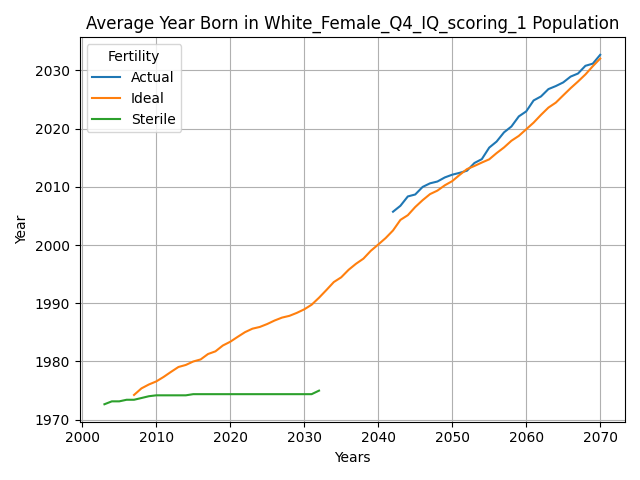 Average Year Born in White_Female_Q4_IQ_scoring_1 Population
Fertility
Actual
Ideal
Sterile
Year
2030
2020
2010
2000
1990
1980
1970
2000 2010 2020 2030 2040 2050 2060 2070
Years